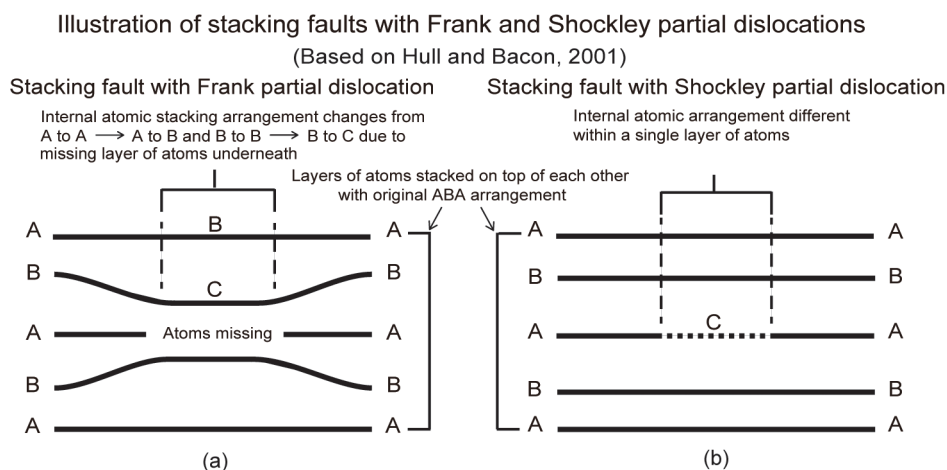 Illustration of stacking faults with Frank and Shockley partial dislocations
(Based on Hull and Bacon, 2001)
Stacking fault with Frank partial dislocation
Internal atomic stacking arrangement changes from
A to A → A to B and B to B → B to C due to
missing layer of atoms underneath
Stacking fault with Shockley partial dislocation
Internal atomic arrangement different
within a single layer of atoms
Layers of atoms stacked on top of each other
with original ABA arrangement
A B A
B C B
A Atoms missing A
B B
A A
(a)
A A
B B
A C A
B B
A A
(b)